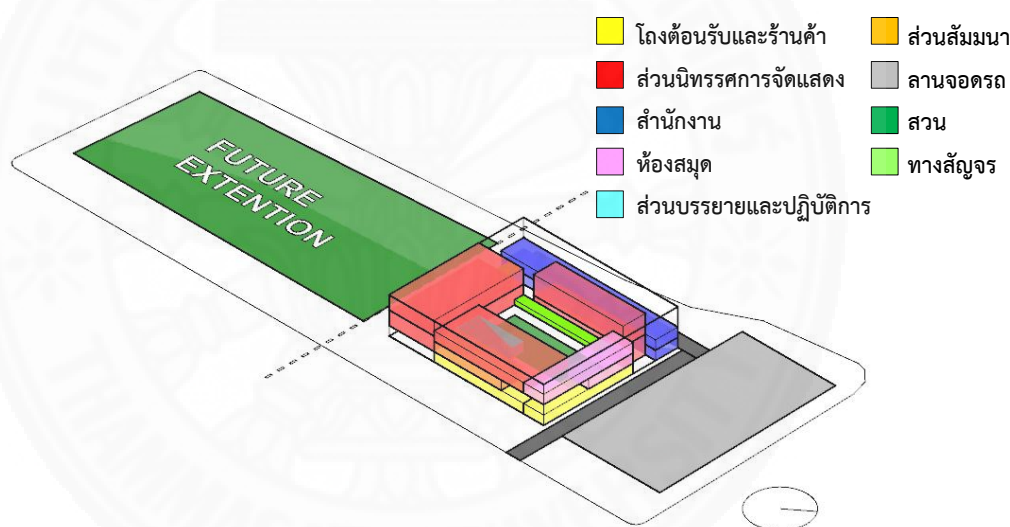 โถงต้อนรับและร้านค้า
ส่วนนิทรรศการจัดแสดง
สำนักงาน
ห้องสมุด
ส่วนบรรยายและปฏิบัติการ
ส่วนสัมมนา
ลานจอดรถ
สวน
ทางสัญจร
FUTURE
EXTENTION